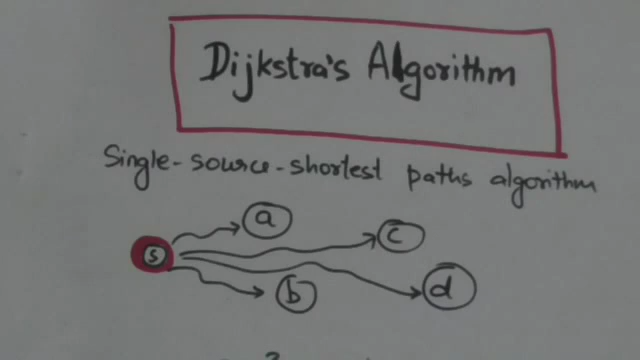 Dijkstra's Algorithm
Single-source-shortest paths algorithm
a
c
s
b
d